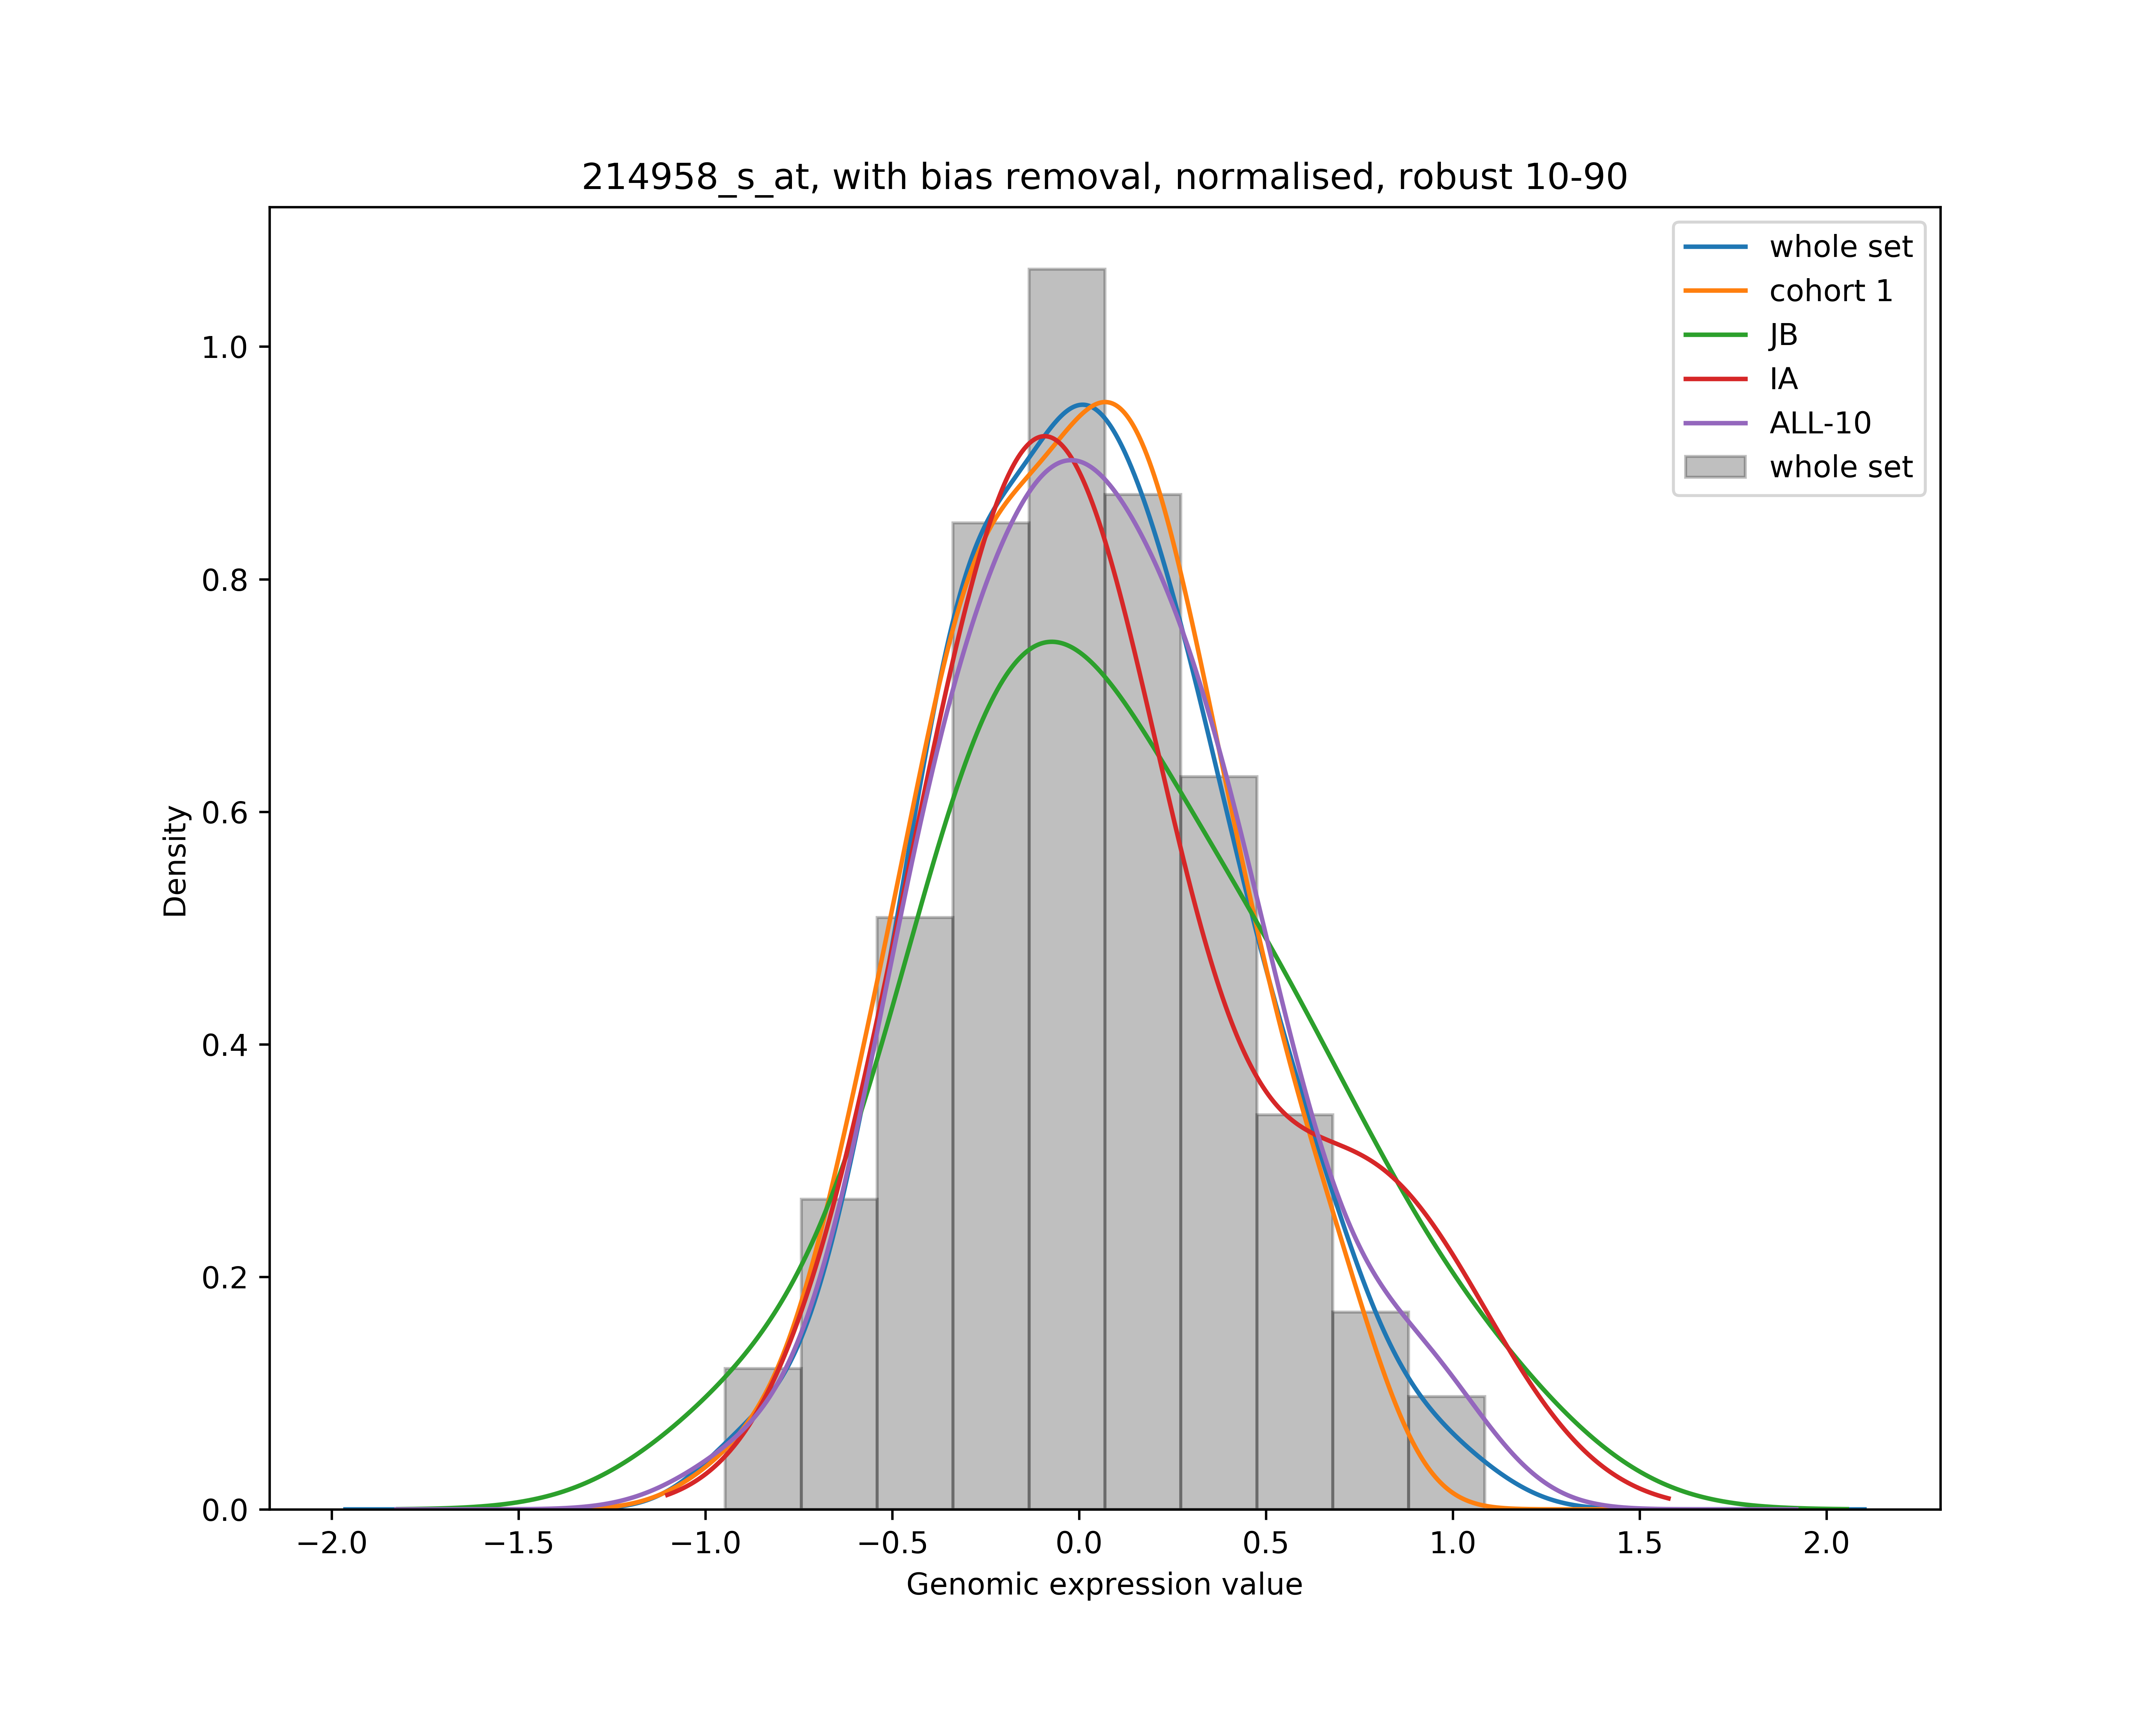 214958_s_at, with bias removal, normalised, robust 10-90
whole set
cohort 1
JB
IA
ALL-10
whole set
Density
1.0
0.8
0.6
0.4
0.2
0.0
−2.0 −1.5 −1.0 −0.5 0.0 0.5 1.0 1.5 2.0
Genomic expression value